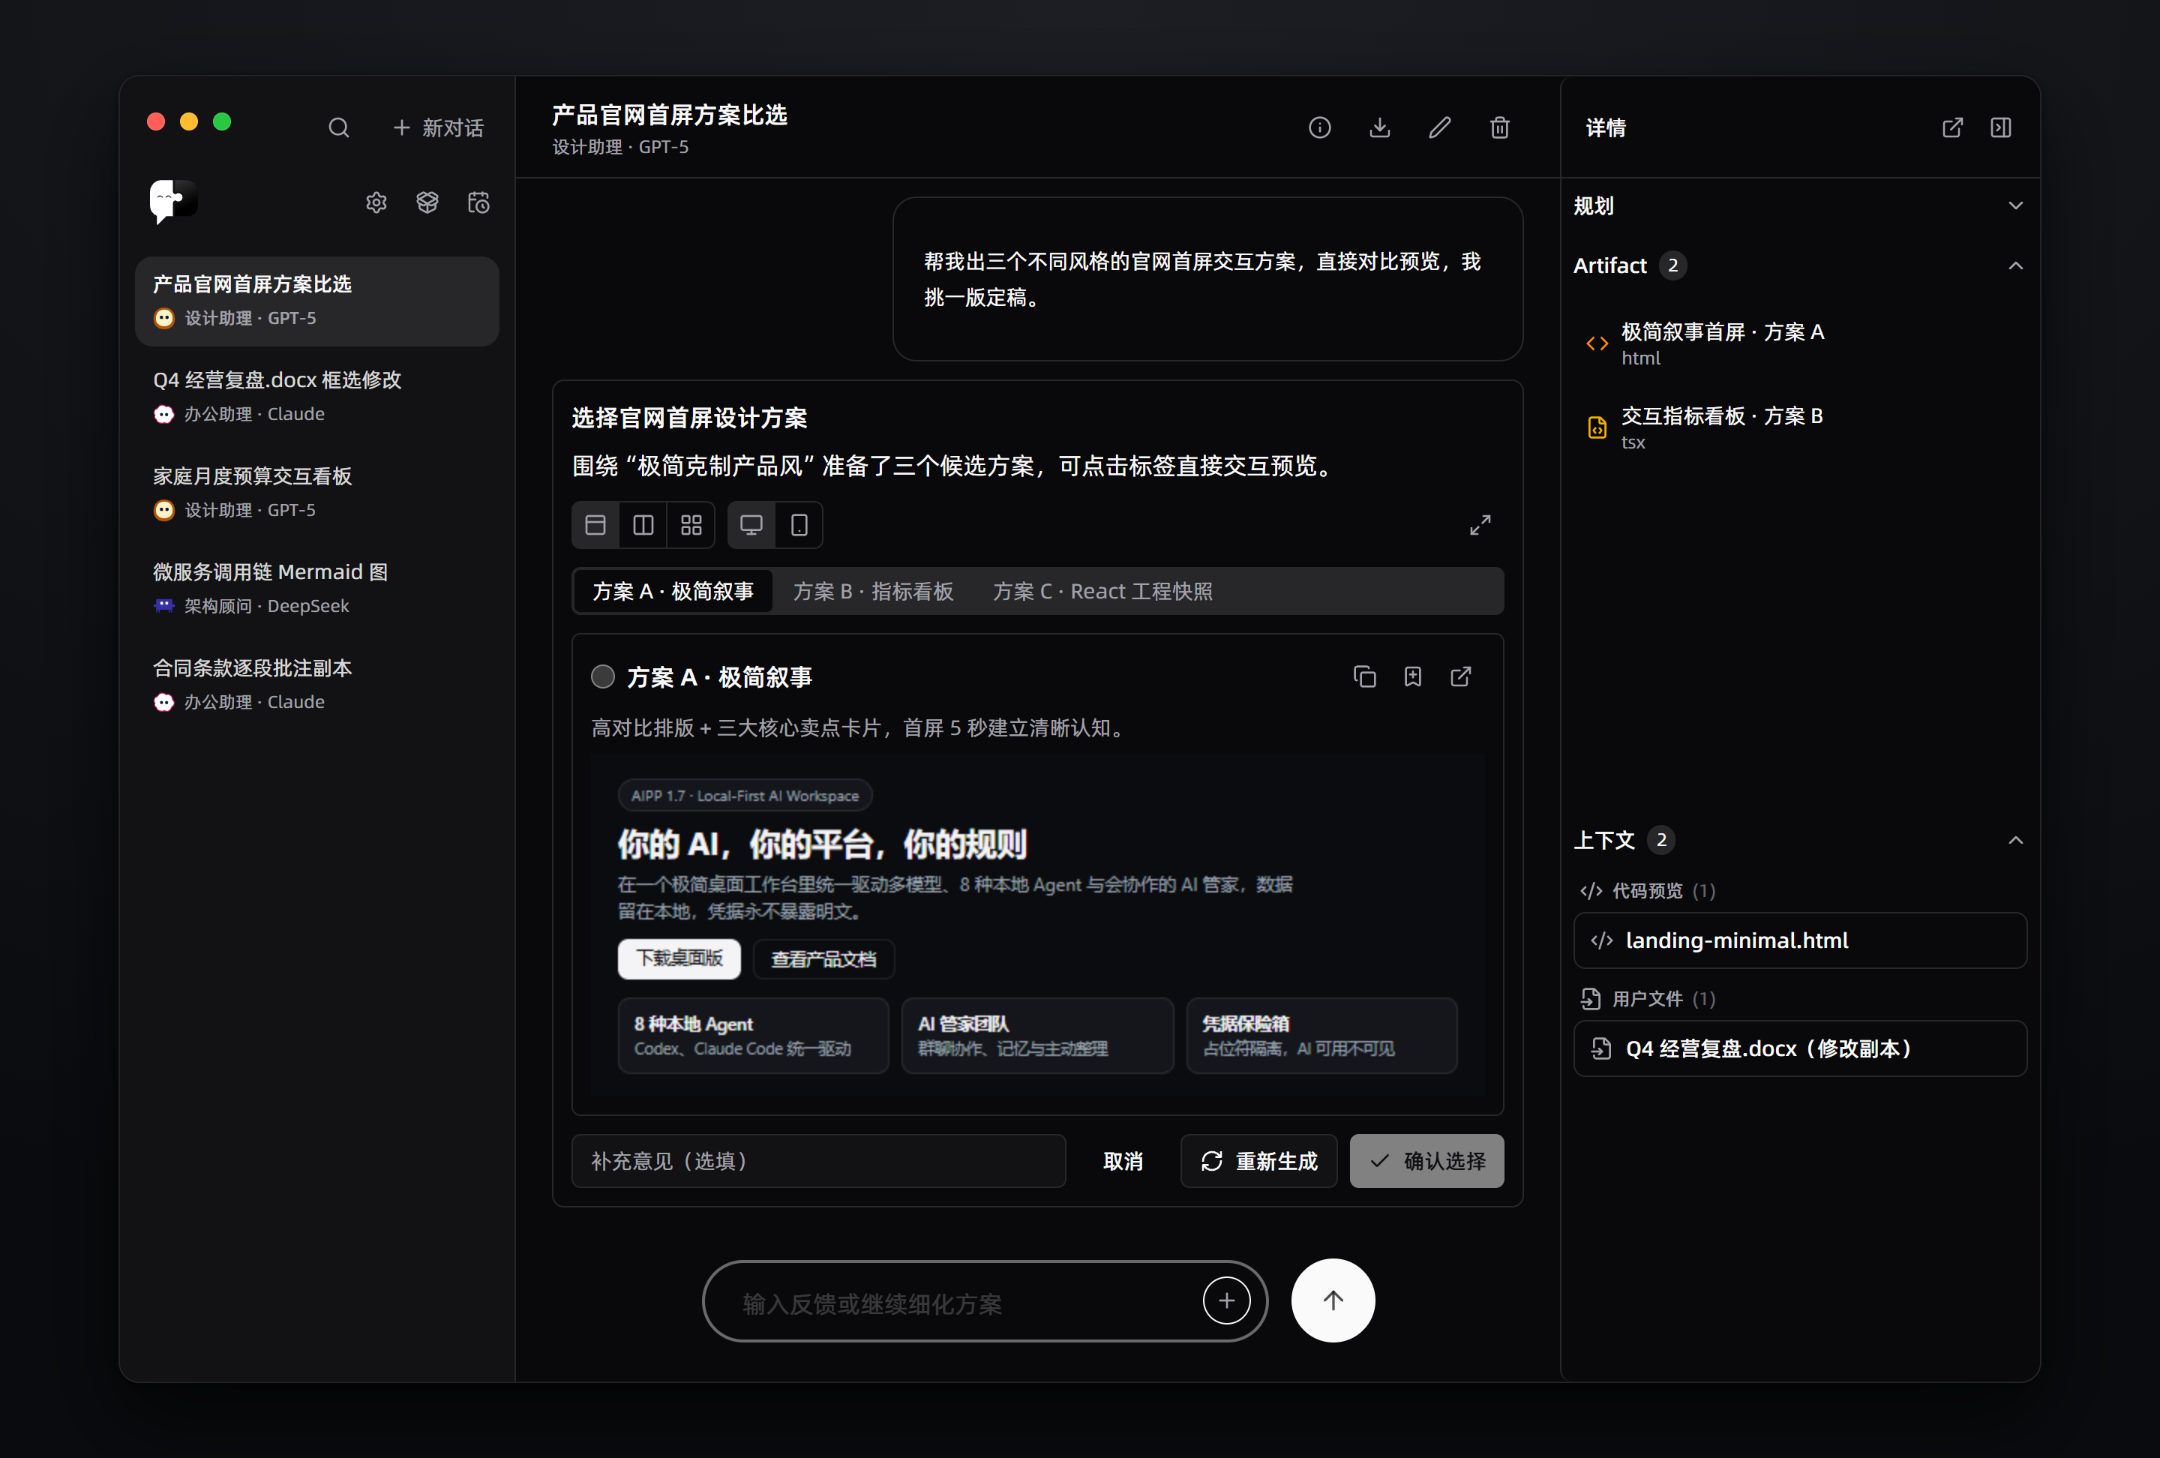 新对话
产品官网首屏方案比选
设计助理 · GPT-5
Q4 经营复盘.docx 框选修改
办公助理 · Claude
家庭月度预算交互看板
设计助理 · GPT-5
微服务调用链 Mermaid 图
架构顾问 · DeepSeek
合同条款逐段批注副本
办公助理 · Claude
产品官网首屏方案比选
设计助理 · GPT-5
帮我出三个不同风格的官网首屏交互方案，直接对比预览，我
挑一版定稿。
选择官网首屏设计方案
围绕“极简克制产品风”准备了三个候选方案，可点击标签直接交互预览。
方案 A · 极简叙事 方案 B · 指标看板 方案 C · React 工程快照
方案 A · 极简叙事
高对比排版 + 三大核心卖点卡片，首屏 5 秒建立清晰认知。
AIPP 1.7 · Local-First AI Workspace
你的 AI，你的平台，你的规则
在一个极简桌面工作台里统一驱动多模型、8 种本地 Agent 与会协作的 AI 管家，数据
留在本地，凭据永不暴露明文。
下载桌面版 查看产品文档
8 种本地 Agent
Codex、Claude Code 统一驱动
AI 管家团队
群聊协作、记忆与主动整理
凭据保险箱
占位符隔离，AI 可用不可见
补充意见（选填） 取消 重新生成 确认选择
输入反馈或继续细化方案
详情
规划
Artifact 2
极简叙事首屏 · 方案 A
html
交互指标看板 · 方案 B
tsx
上下文 2
代码预览 (1)
landing-minimal.html
用户文件 (1)
Q4 经营复盘.docx（修改副本）